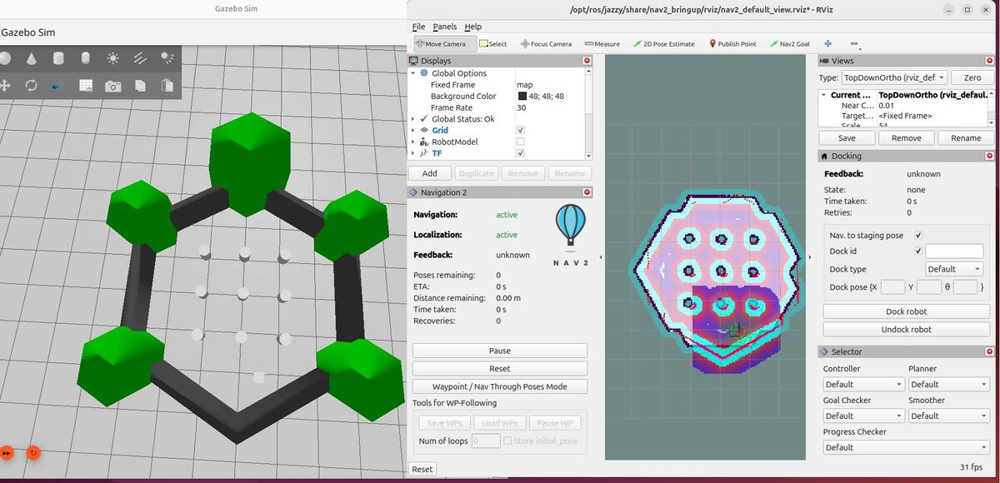 Gazebo Sim
Gazebo Sim
/opt/ros/jazzy/share/nav2_bringup/rviz/nav2_default_view.rviz* - RViz
File Panels Help
Move Camera Select Focus Camera Measure 2D Pose Estimate Publish Point Nav2 Goal
Displays
Global Options
Fixed Frame map
Background Color 48; 48; 48
Frame Rate 30
Global Status: Ok
Grid
RobotModel
TF
Add Duplicate Remove Rename
Navigation 2
Navigation: active
Localization: active
Feedback: unknown
NAV2
Poses remaining: 0
ETA: 0 s
Distance remaining: 0.00 m
Time taken: 0 s
Recoveries: 0
Pause
Reset
Waypoint / Nav Through Poses Mode
Tools for WP-Following
Save WPs Load WPs Pause WP
Num of loops 0 Store initial_pose
Reset
Views
Type: TopDownOrtho (rviz_def Zero
Current ... TopDownOrtho (rviz_defaul...
Near C... 0.01
Target... <Fixed Frame>
Scale 54
Save Remove Rename
Docking
Feedback: unknown
State: none
Time taken: 0 s
Retries: 0
Nav. to staging pose
Dock id
Dock type Default
Dock pose {X Y θ }
Dock robot
Undock robot
Selector
Controller Planner
Default Default
Goal Checker Smoother
Default Default
Progress Checker
Default
31 fps